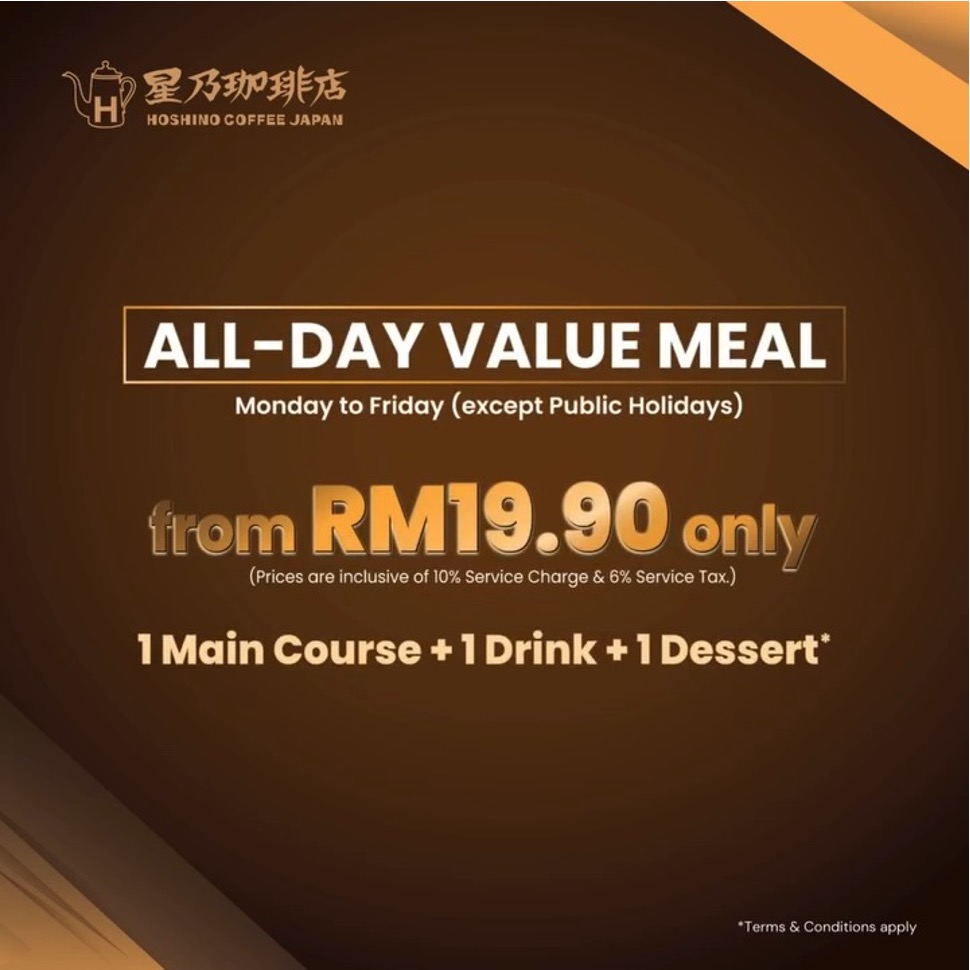 星乃珈琲店
H
HOSHINO COFFEE JAPAN
ALL-DAY VALUE MEAL
Monday to Friday (except Public Holidays)
from RM19.90 only
(Prices are inclusive of 10% Service Charge & 6% Service Tax.)
1 Main Course + 1 Drink + 1 Dessert*
*Terms & Conditions apply